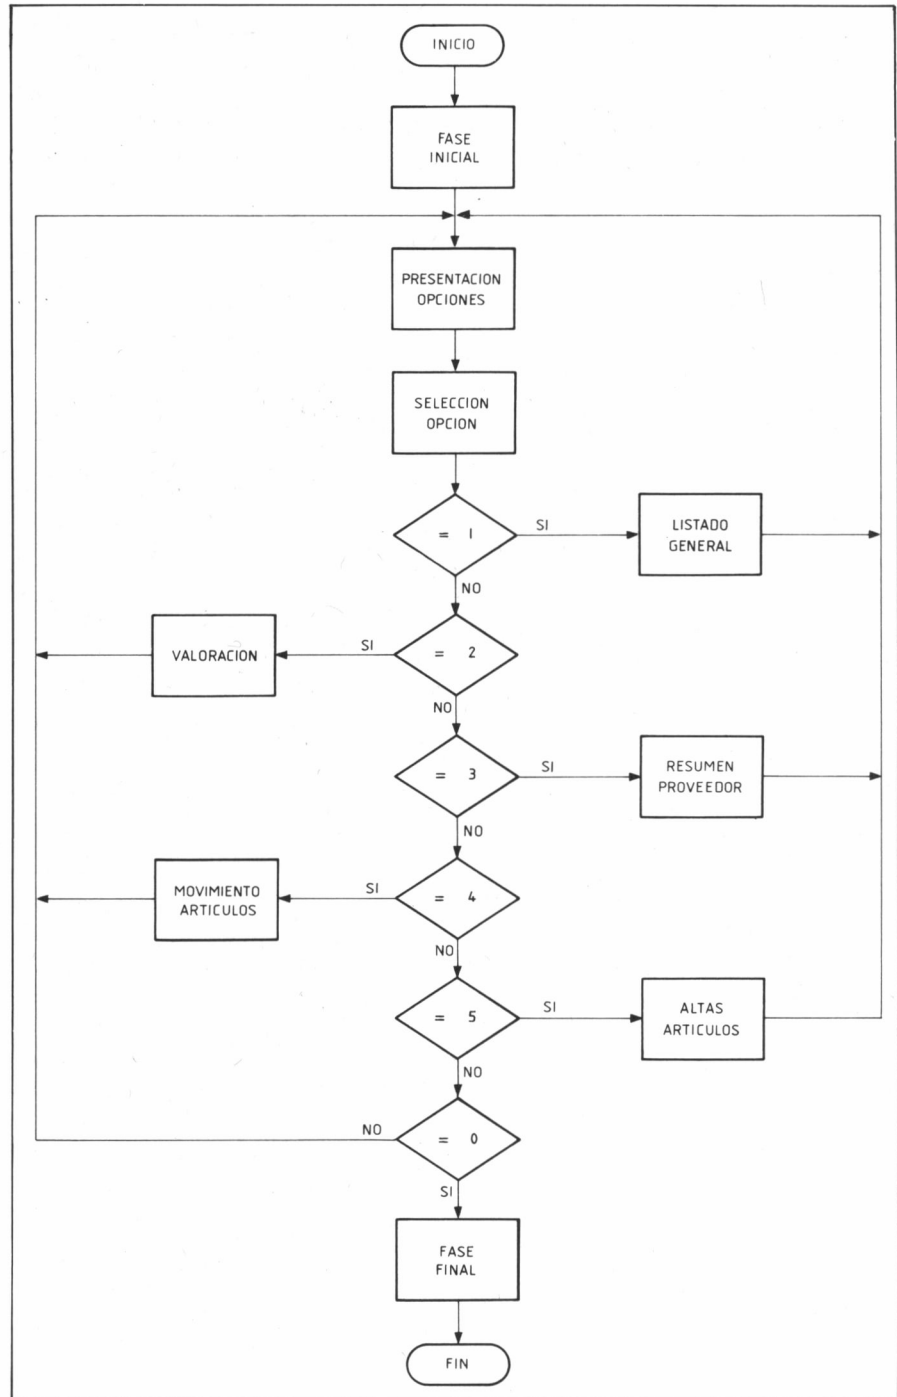 INICIO
FASE
INICIAL
PRESENTACION
OPCIONES
SELECCION
OPCION
= 1
SI
LISTADO
GENERAL
NO
VALORACION
SI
= 2
NO
= 3
SI
RESUMEN
PROVEEDOR
NO
MOVIMIENTO
ARTICULOS
SI
= 4
NO
= 5
SI
ALTAS
ARTICULOS
NO
NO
= 0
SI
FASE
FINAL
FIN